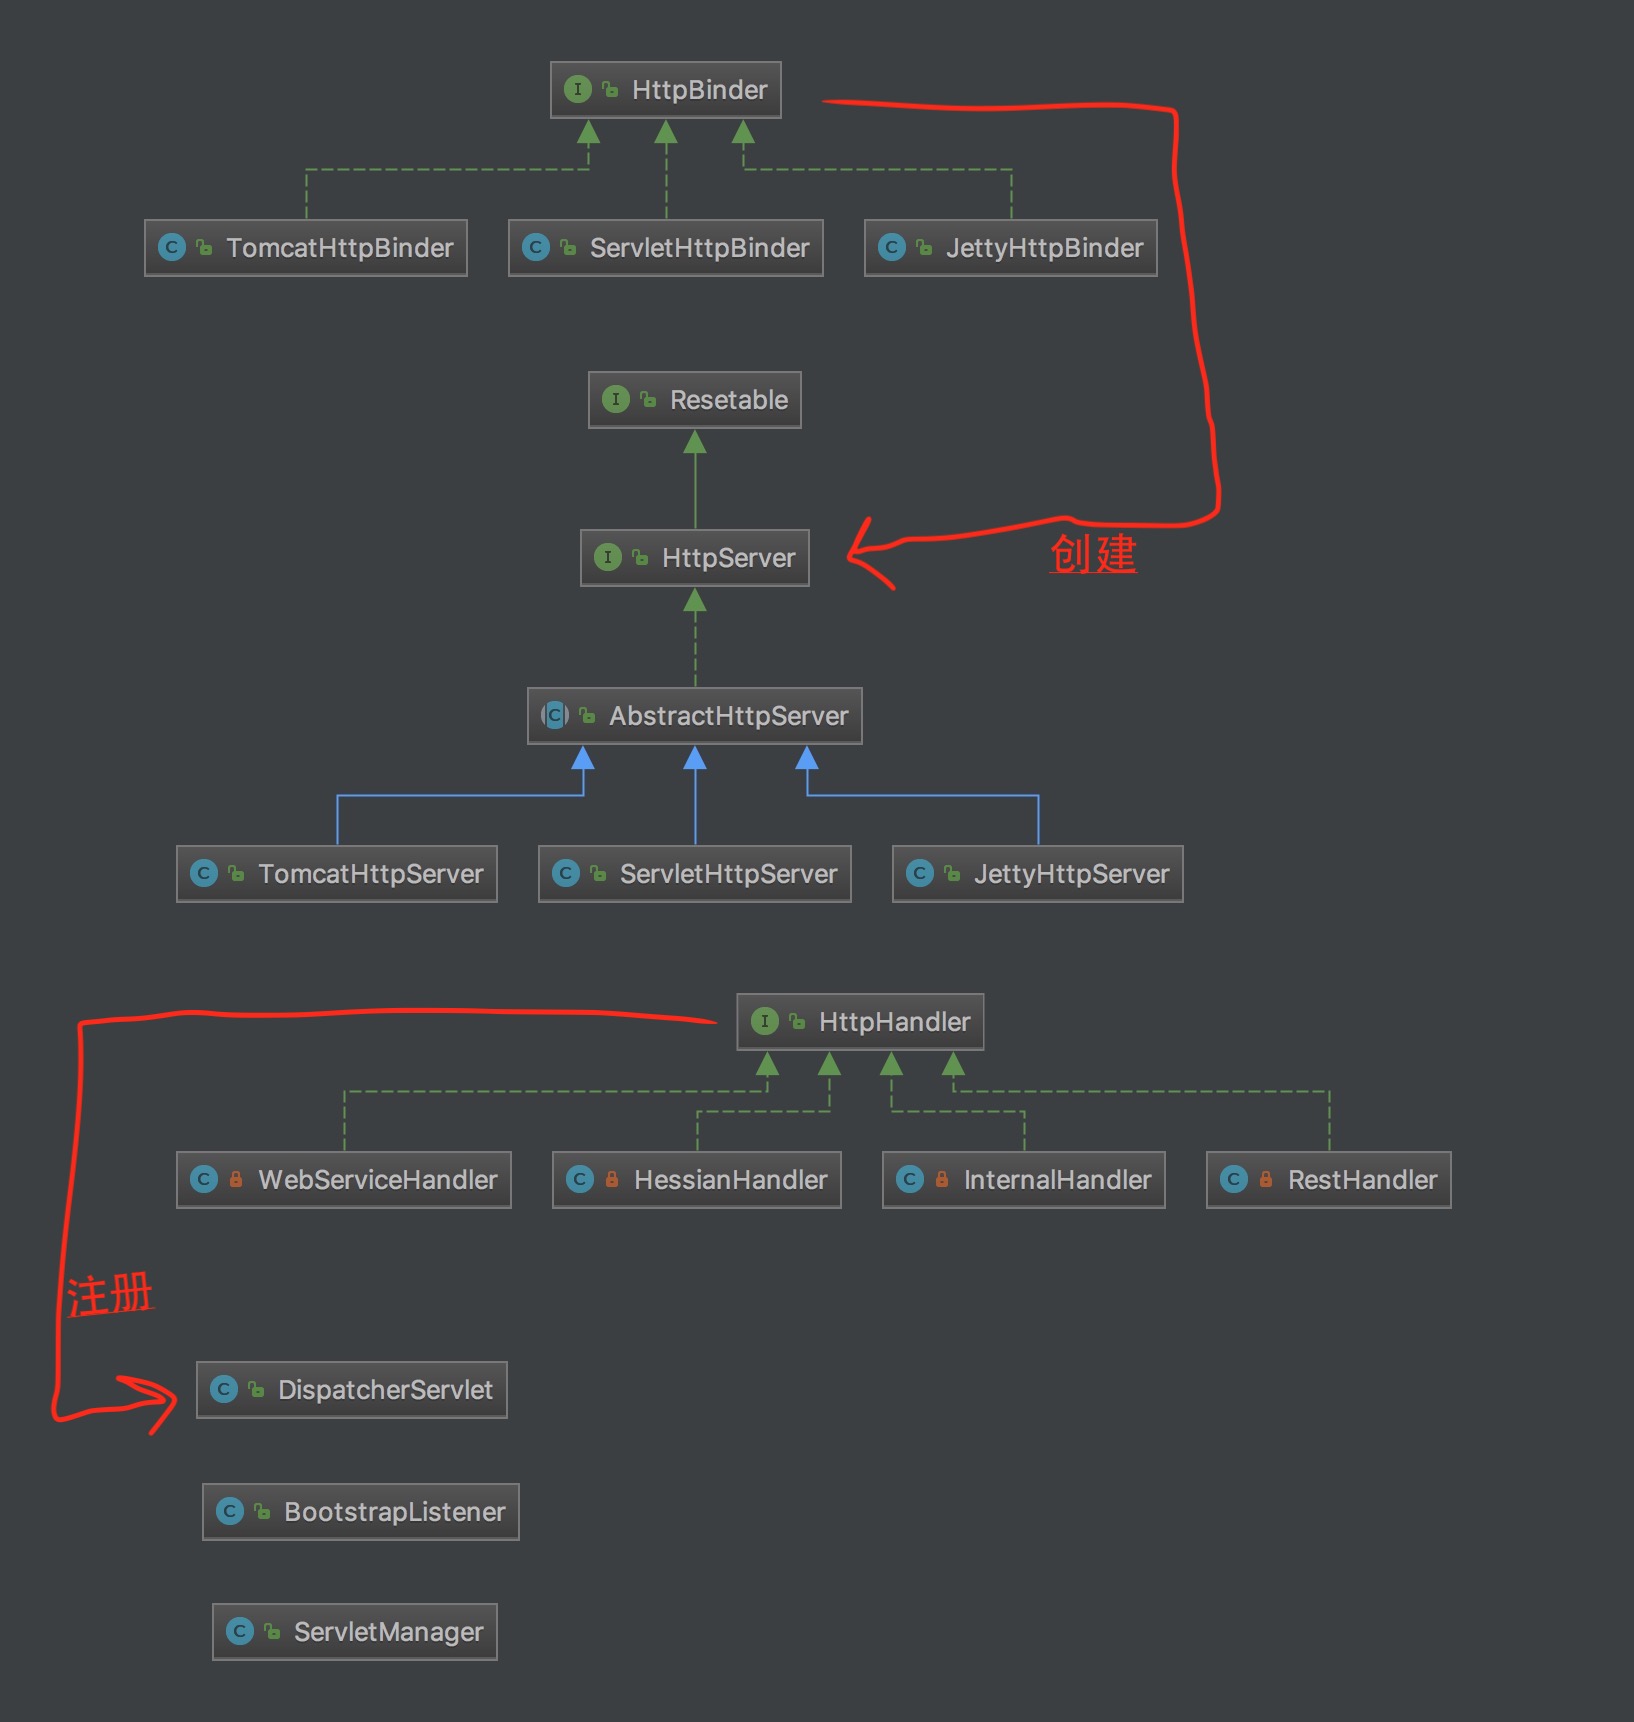 HttpBinder
TomcatHttpBinder
ServletHttpBinder
JettyHttpBinder
Resetable
HttpServer
创建
AbstractHttpServer
TomcatHttpServer
ServletHttpServer
JettyHttpServer
HttpHandler
WebServiceHandler
HessianHandler
InternalHandler
RestHandler
注册
DispatcherServlet
BootstrapListener
ServletManager